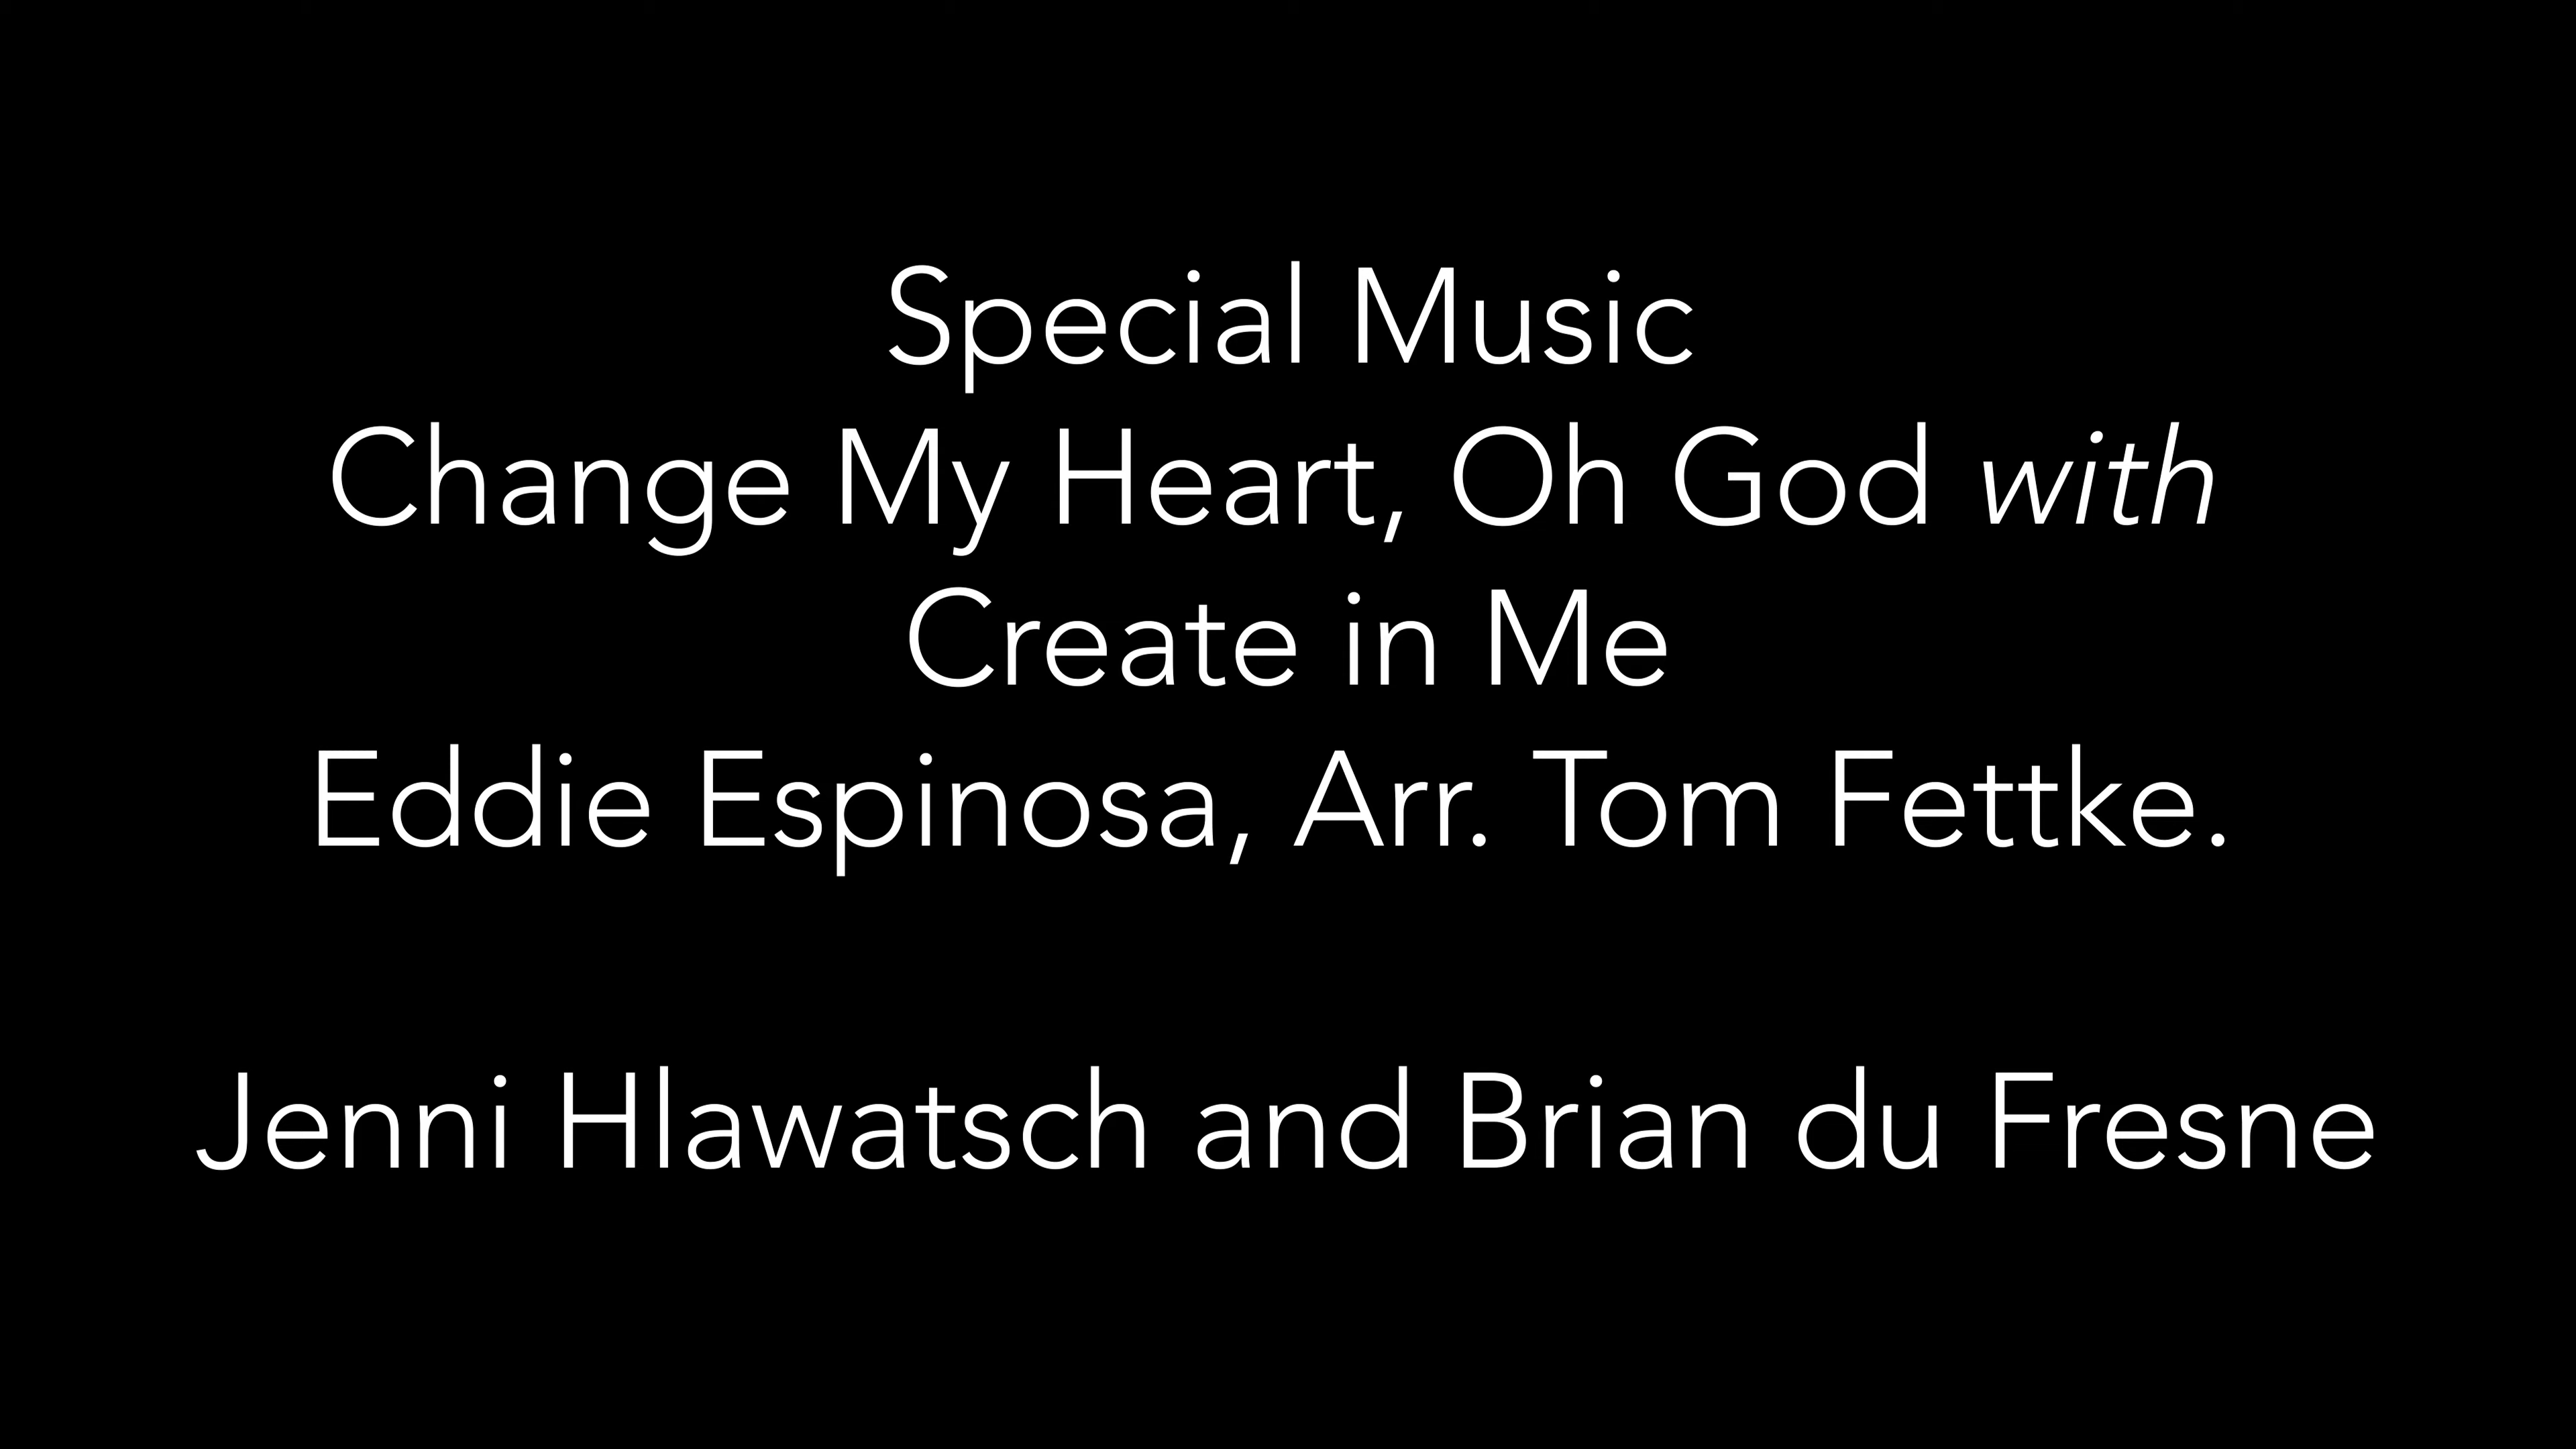 Special Music
Change My Heart, Oh God with
Create in Me
Eddie Espinosa, Arr. Tom Fettke.
Jenni Hlawatsch and Brian du Fresne